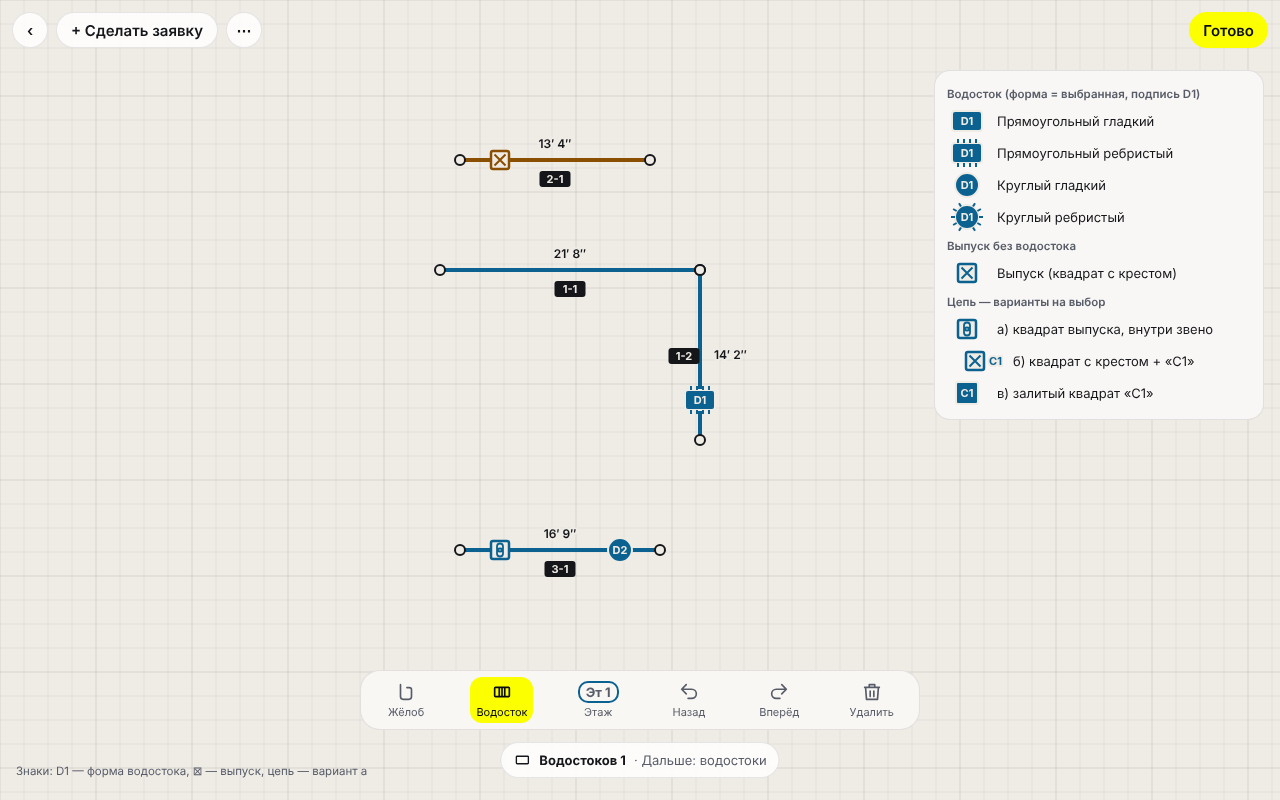 ‹
+ Сделать заявку
⋯
Готово
Водосток (форма = выбранная, подпись D1)
D1 Прямоугольный гладкий
D1 Прямоугольный ребристый
D1 Круглый гладкий
D1 Круглый ребристый
Выпуск без водостока
Выпуск (квадрат с крестом)
Цепь — варианты на выбор
а) квадрат выпуска, внутри звено
C1 б) квадрат с крестом + «C1»
C1 в) залитый квадрат «C1»
13′ 4″
2-1
21′ 8″
1-1
1-2 14′ 2″
D1
16′ 9″
D2
3-1
Жёлоб
Водосток
Эт 1
Этаж
Назад
Вперёд
Удалить
Водостоков 1 · Дальше: водостоки
Знаки: D1 — форма водостока, ⊠ — выпуск, цепь — вариант а